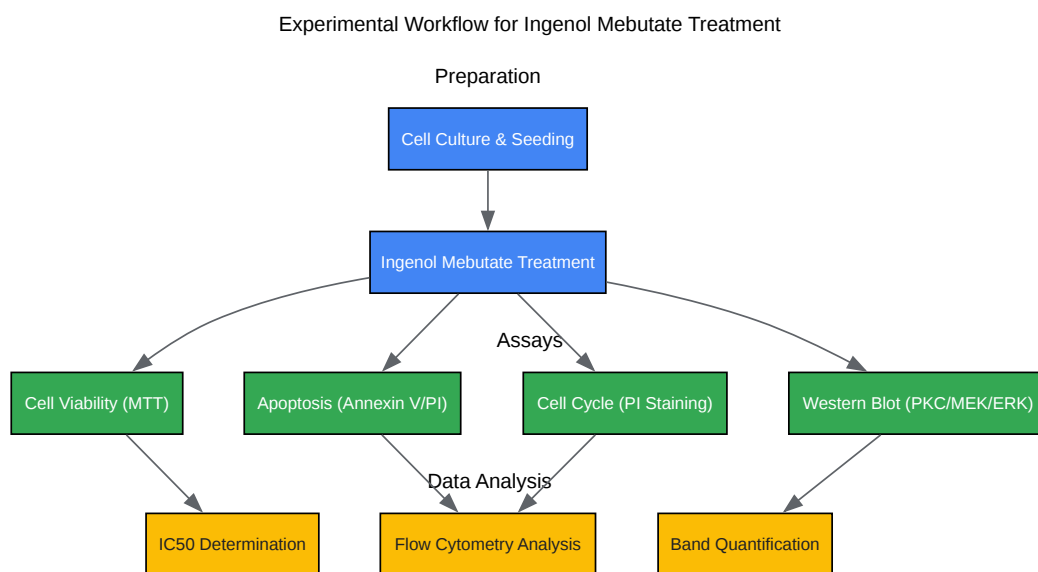 Experimental Workflow for Ingenol Mebutate Treatment
Preparation
Cell Culture & Seeding
Ingenol Mebutate Treatment
Assays
Cell Viability (MTT)
Apoptosis (Annexin V/PI)
Cell Cycle (PI Staining)
Western Blot (PKC/MEK/ERK)
Data Analysis
IC50 Determination
Flow Cytometry Analysis
Band Quantification